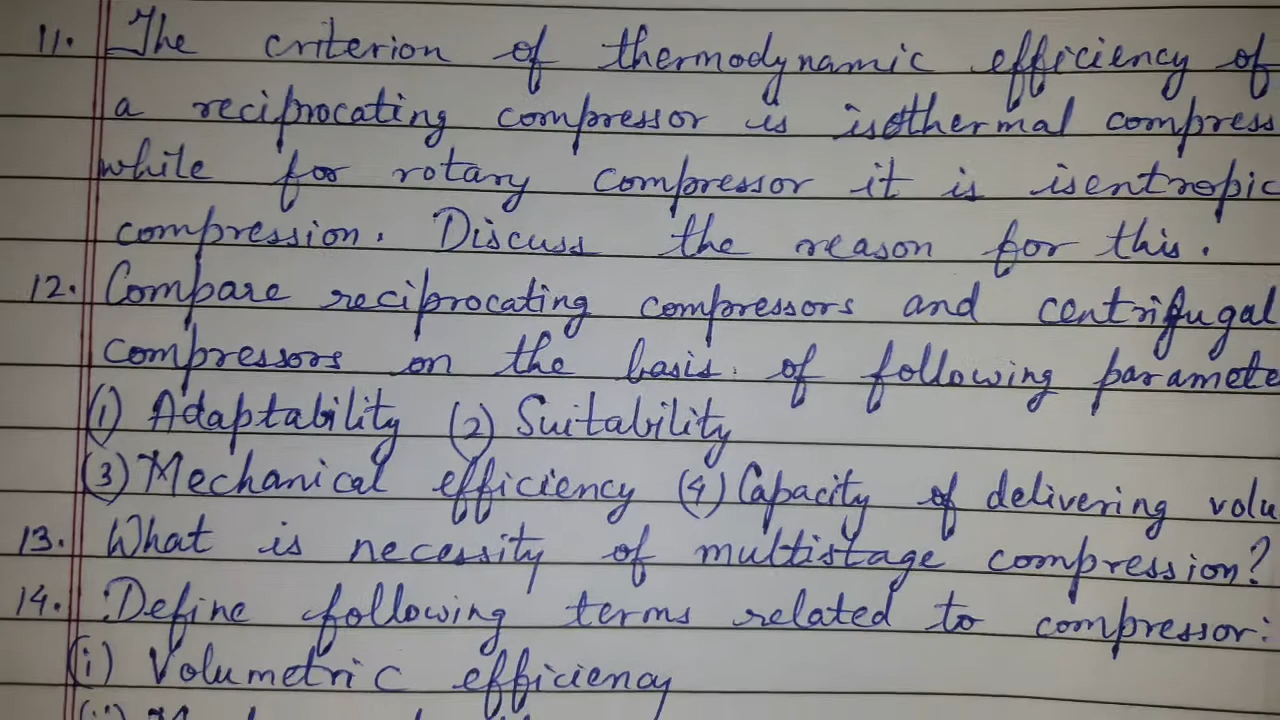 11. The criterion of thermodynamic efficiency of
a reciprocating compressor is isothermal compress
while for rotary compressor it is isentropic
compression. Discuss the reason for this.
12. Compare reciprocating compressors and centrifugal
compressors on the basis of following paramete
(1) Adaptability (2) Suitability
(3) Mechanical efficiency (4) Capacity of delivering volu
13. What is necessity of multistage compression?
14. Define following terms related to compressor:
(i) Volumetric efficiency
(ii)